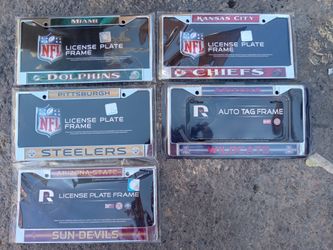 MIAMI
NFL
LICENSE PLATE
FRAME
DOLPHINS
KANSAS CITY
NFL
LICENSE PLATE
FRAME
CHIEFS
PITTSBURGH
NFL
LICENSE PLATE
FRAME
STEELERS
R
AUTO TAG FRAME
WILDCATS
ARIZONA STATE
R
LICENSE PLATE FRAME
SUN DEVILS